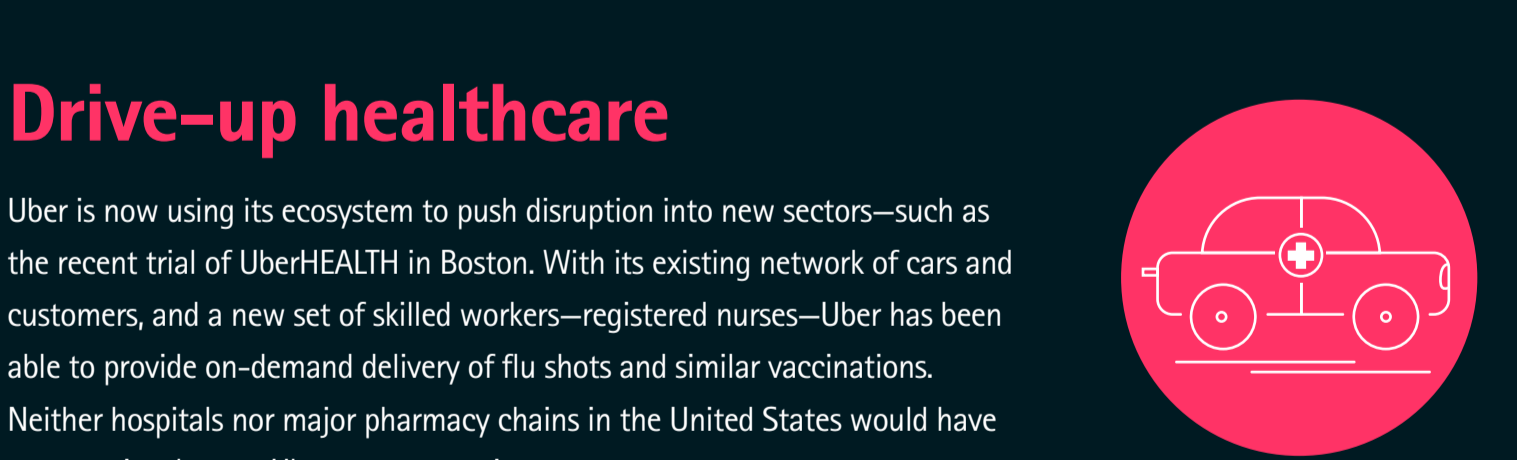 Drive-up healthcare
Uber is now using its ecosystem to push disruption into new sectors—such as
the recent trial of UberHEALTH in Boston. With its existing network of cars and
customers, and a new set of skilled workers—registered nurses—Uber has been
able to provide on-demand delivery of flu shots and similar vaccinations.
Neither hospitals nor major pharmacy chains in the United States would have